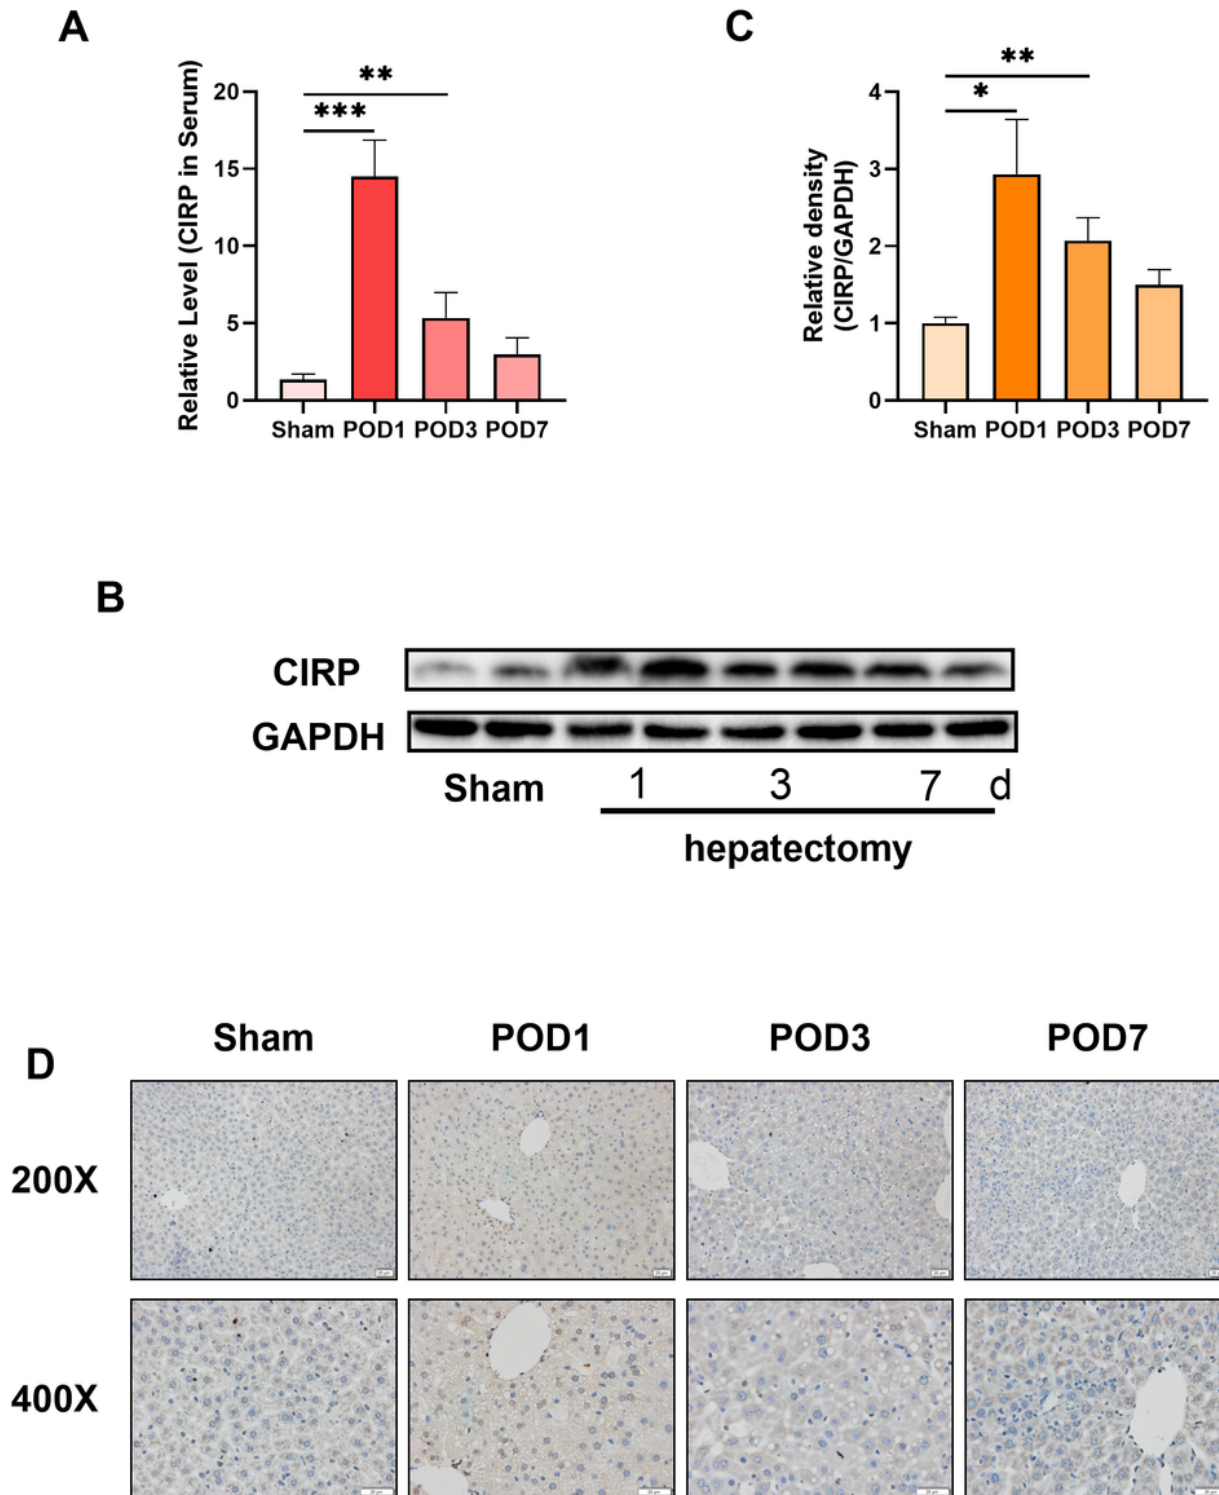 A
Relative Level (CIRP in Serum)
20
15
10
5
0
**
***
Sham POD1 POD3 POD7
C
Relative density
(CIRP/GAPDH)
4
3
2
1
0
**
*
Sham POD1 POD3 POD7
B
CIRP
GAPDH
Sham 1 3 7 d
hepatectomy
D
Sham POD1 POD3 POD7
200X
400X